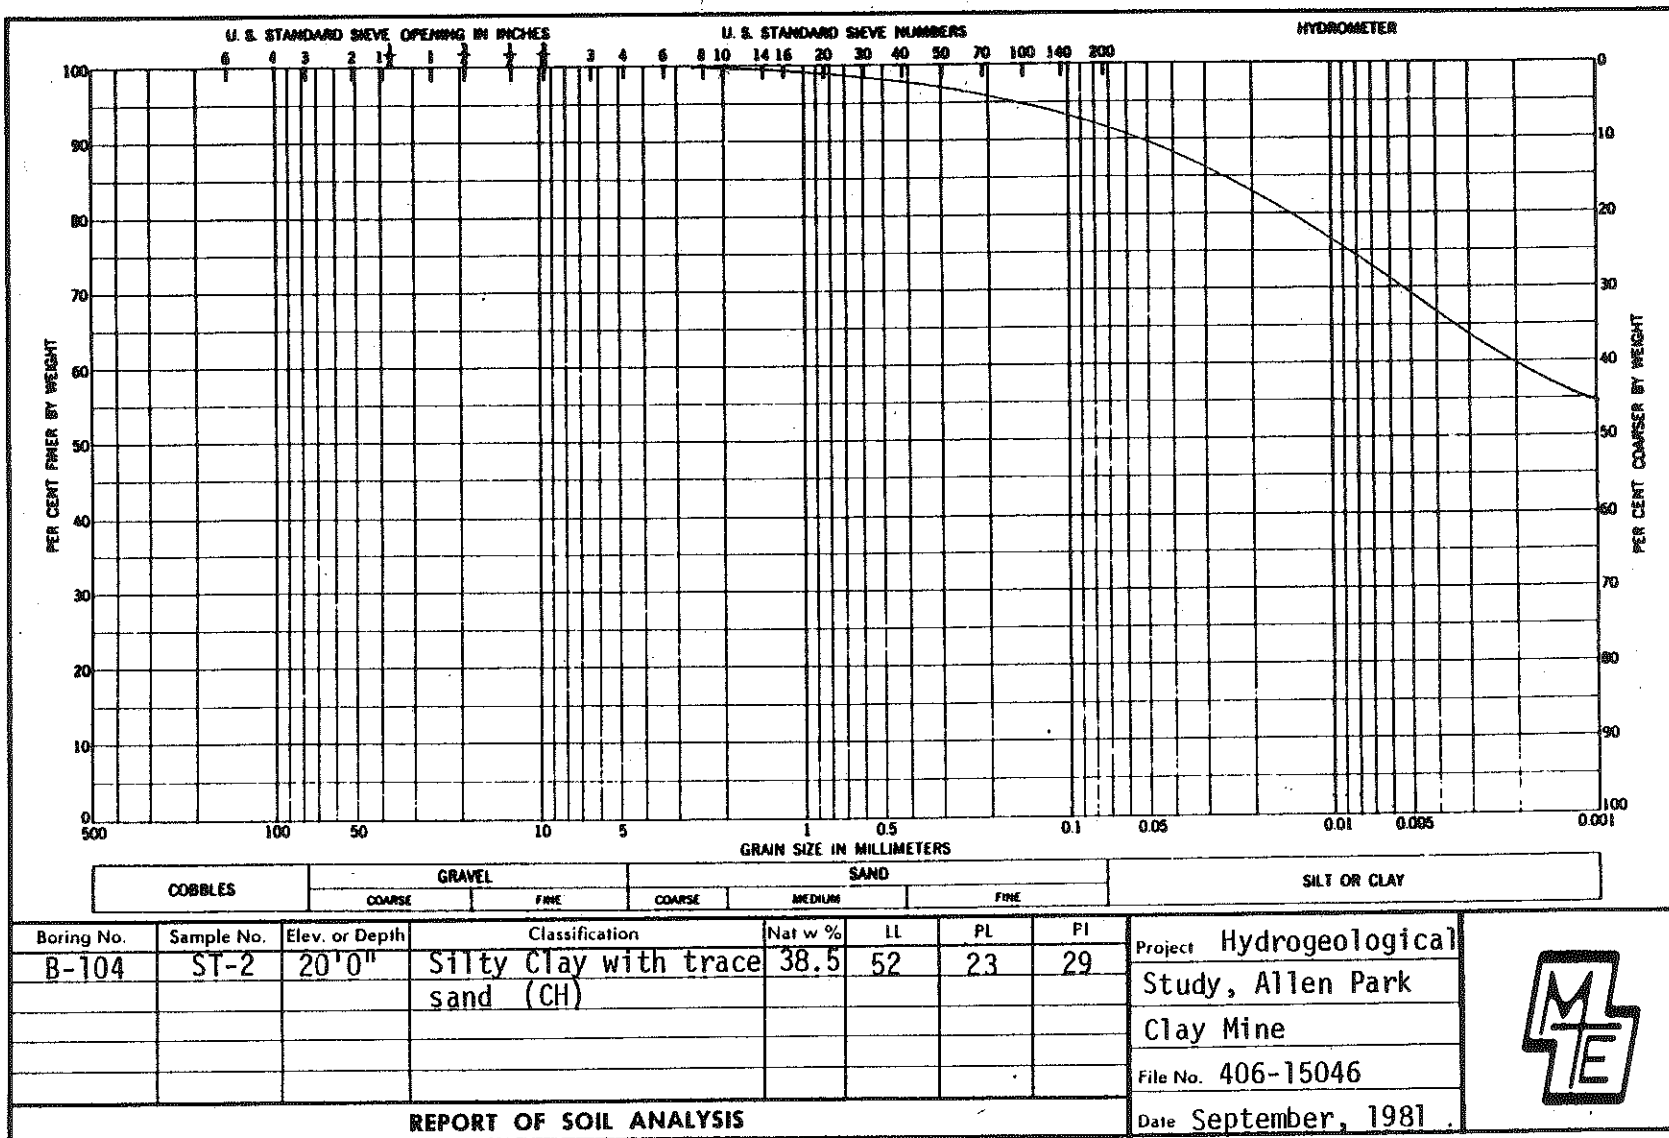 U. S. STANDARD SIEVE OPENING IN INCHES U. S. STANDARD SIEVE NUMBERS HYDROMETER
6 4 3 2 1½ 1 ¾ ½ ⅜ 3 4 6 8 10 14 16 20 30 40 50 70 100 140 200
100 0
90 10
80 20
70 30
60 40
50 50
40 60
30 70
20 80
10 90
0 100
PER CENT FINER BY WEIGHT
PER CENT COARSER BY WEIGHT
500 100 50 10 5 1 0.5 0.1 0.05 0.01 0.005 0.001
GRAIN SIZE IN MILLIMETERS
COBBLES GRAVEL SAND SILT OR CLAY
COARSE FINE COARSE MEDIUM FINE
Boring No. Sample No. Elev. or Depth Classification Nat w % LL PL PI
B-104 ST-2 20'0" Silty Clay with trace 38.5 52 23 29
sand (CH)
Project Hydrogeological
Study, Allen Park
Clay Mine
File No. 406-15046
Date September, 1981 .
REPORT OF SOIL ANALYSIS
MTE